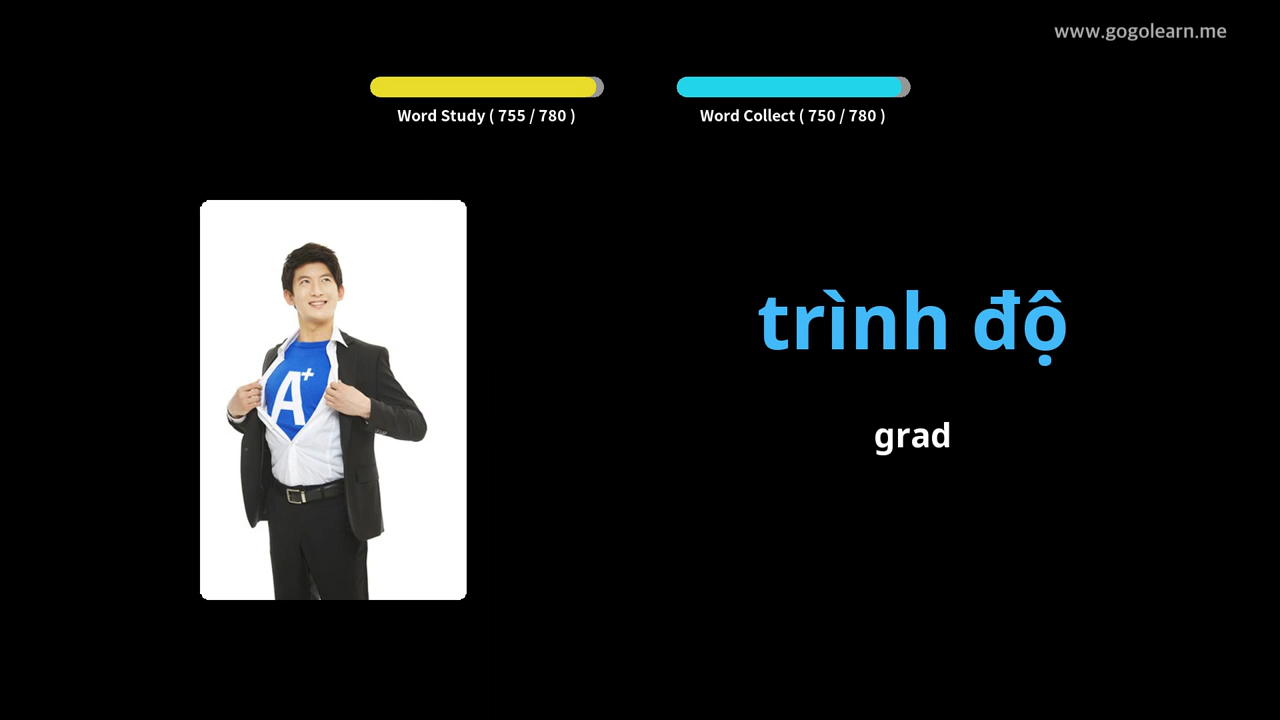 www.gogolearn.me
Word Study ( 755 / 780 )
Word Collect ( 750 / 780 )
A+
trình độ
grad